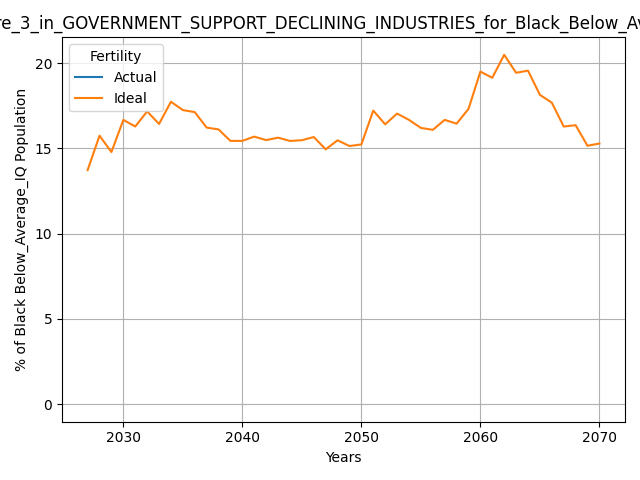 re_3_in_GOVERNMENT_SUPPORT_DECLINING_INDUSTRIES_for_Black_Below_Av
Fertility
Actual
Ideal
% of Black Below_Average_IQ Population
20
15
10
5
0
2030 2040 2050 2060 2070
Years